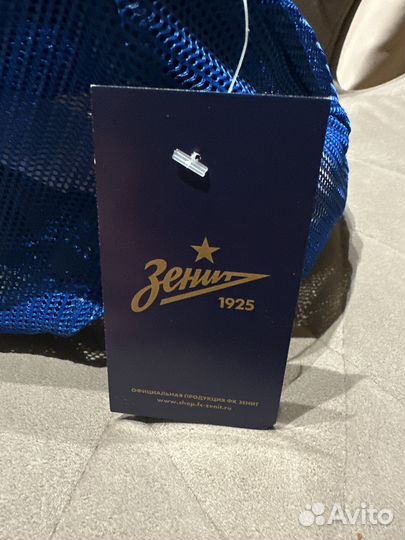 Зенит
1925
ОФИЦИАЛЬНАЯ ПРОДУКЦИЯ ФК ЗЕНИТ
www.shop.fc-zenit.ru
Avito